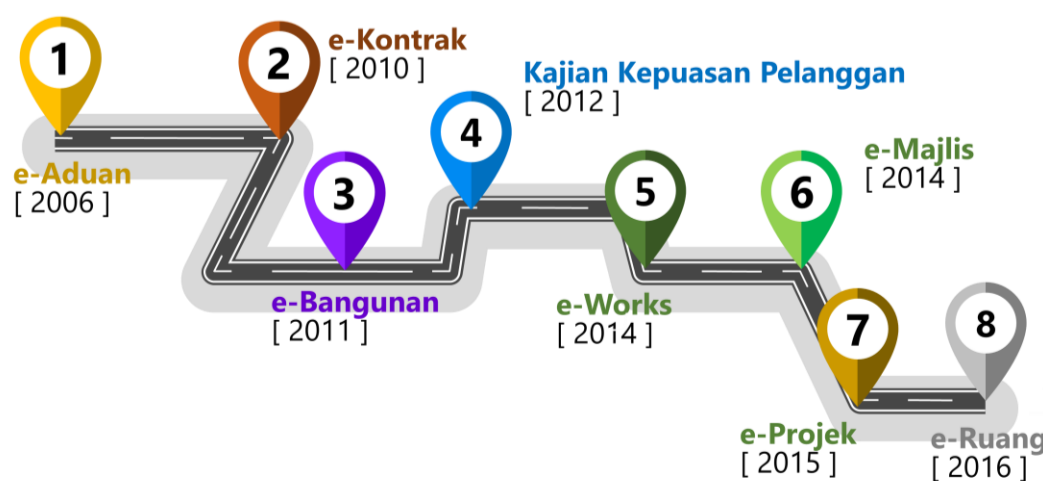 1
e-Aduan
[ 2006 ]
2
e-Kontrak
[ 2010 ]
3
e-Bangunan
[ 2011 ]
4
Kajian Kepuasan Pelanggan
[ 2012 ]
5
e-Works
[ 2014 ]
6
e-Majlis
[ 2014 ]
7
e-Projek
[ 2015 ]
8
e-Ruang
[ 2016 ]